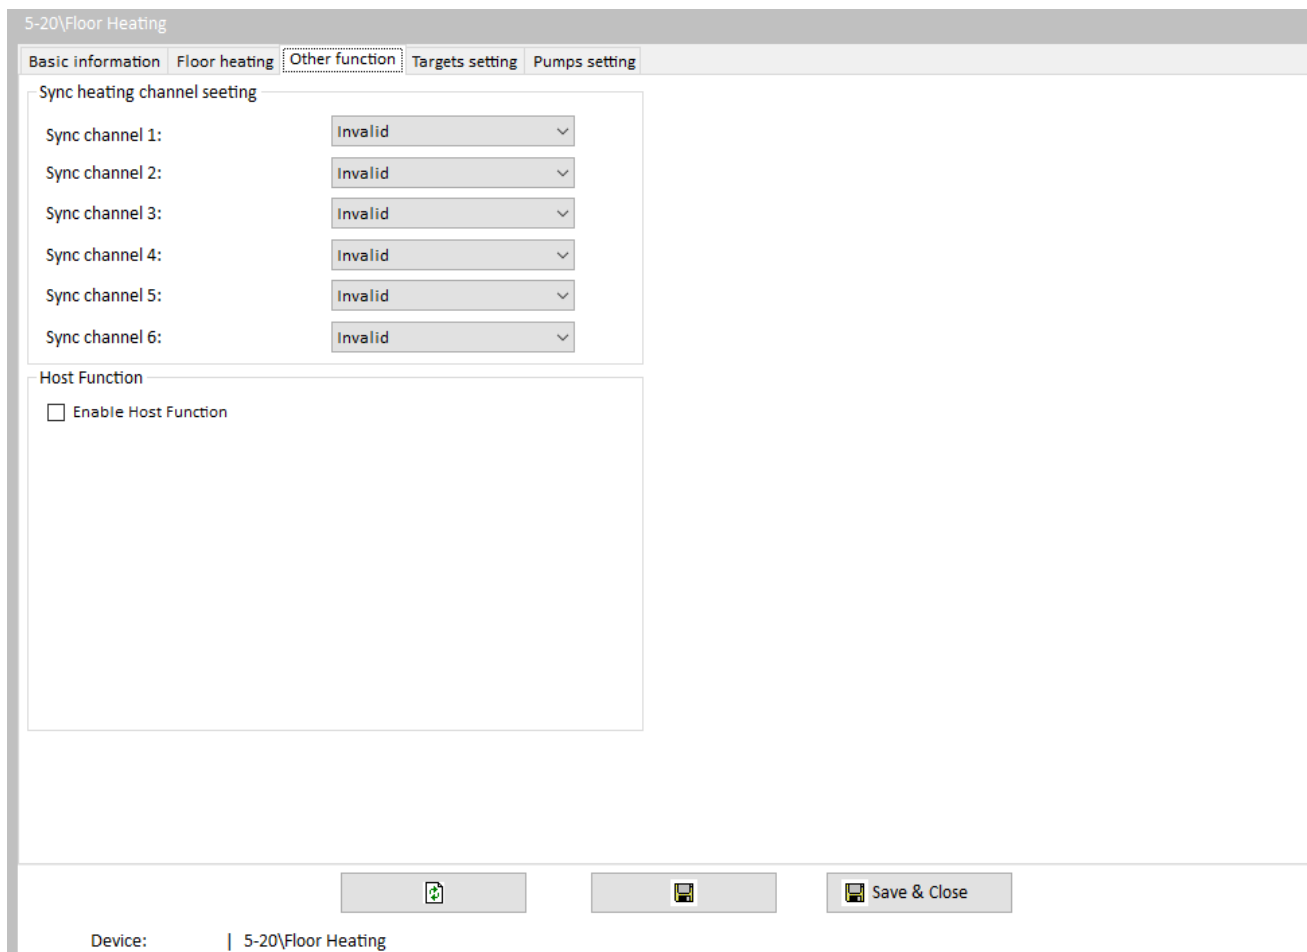 5-20\Floor Heating
Basic information Floor heating Other function Targets setting Pumps setting
Sync heating channel seeting
Sync channel 1: Invalid
Sync channel 2: Invalid
Sync channel 3: Invalid
Sync channel 4: Invalid
Sync channel 5: Invalid
Sync channel 6: Invalid
Host Function
Enable Host Function
Save & Close
Device: | 5-20\Floor Heating